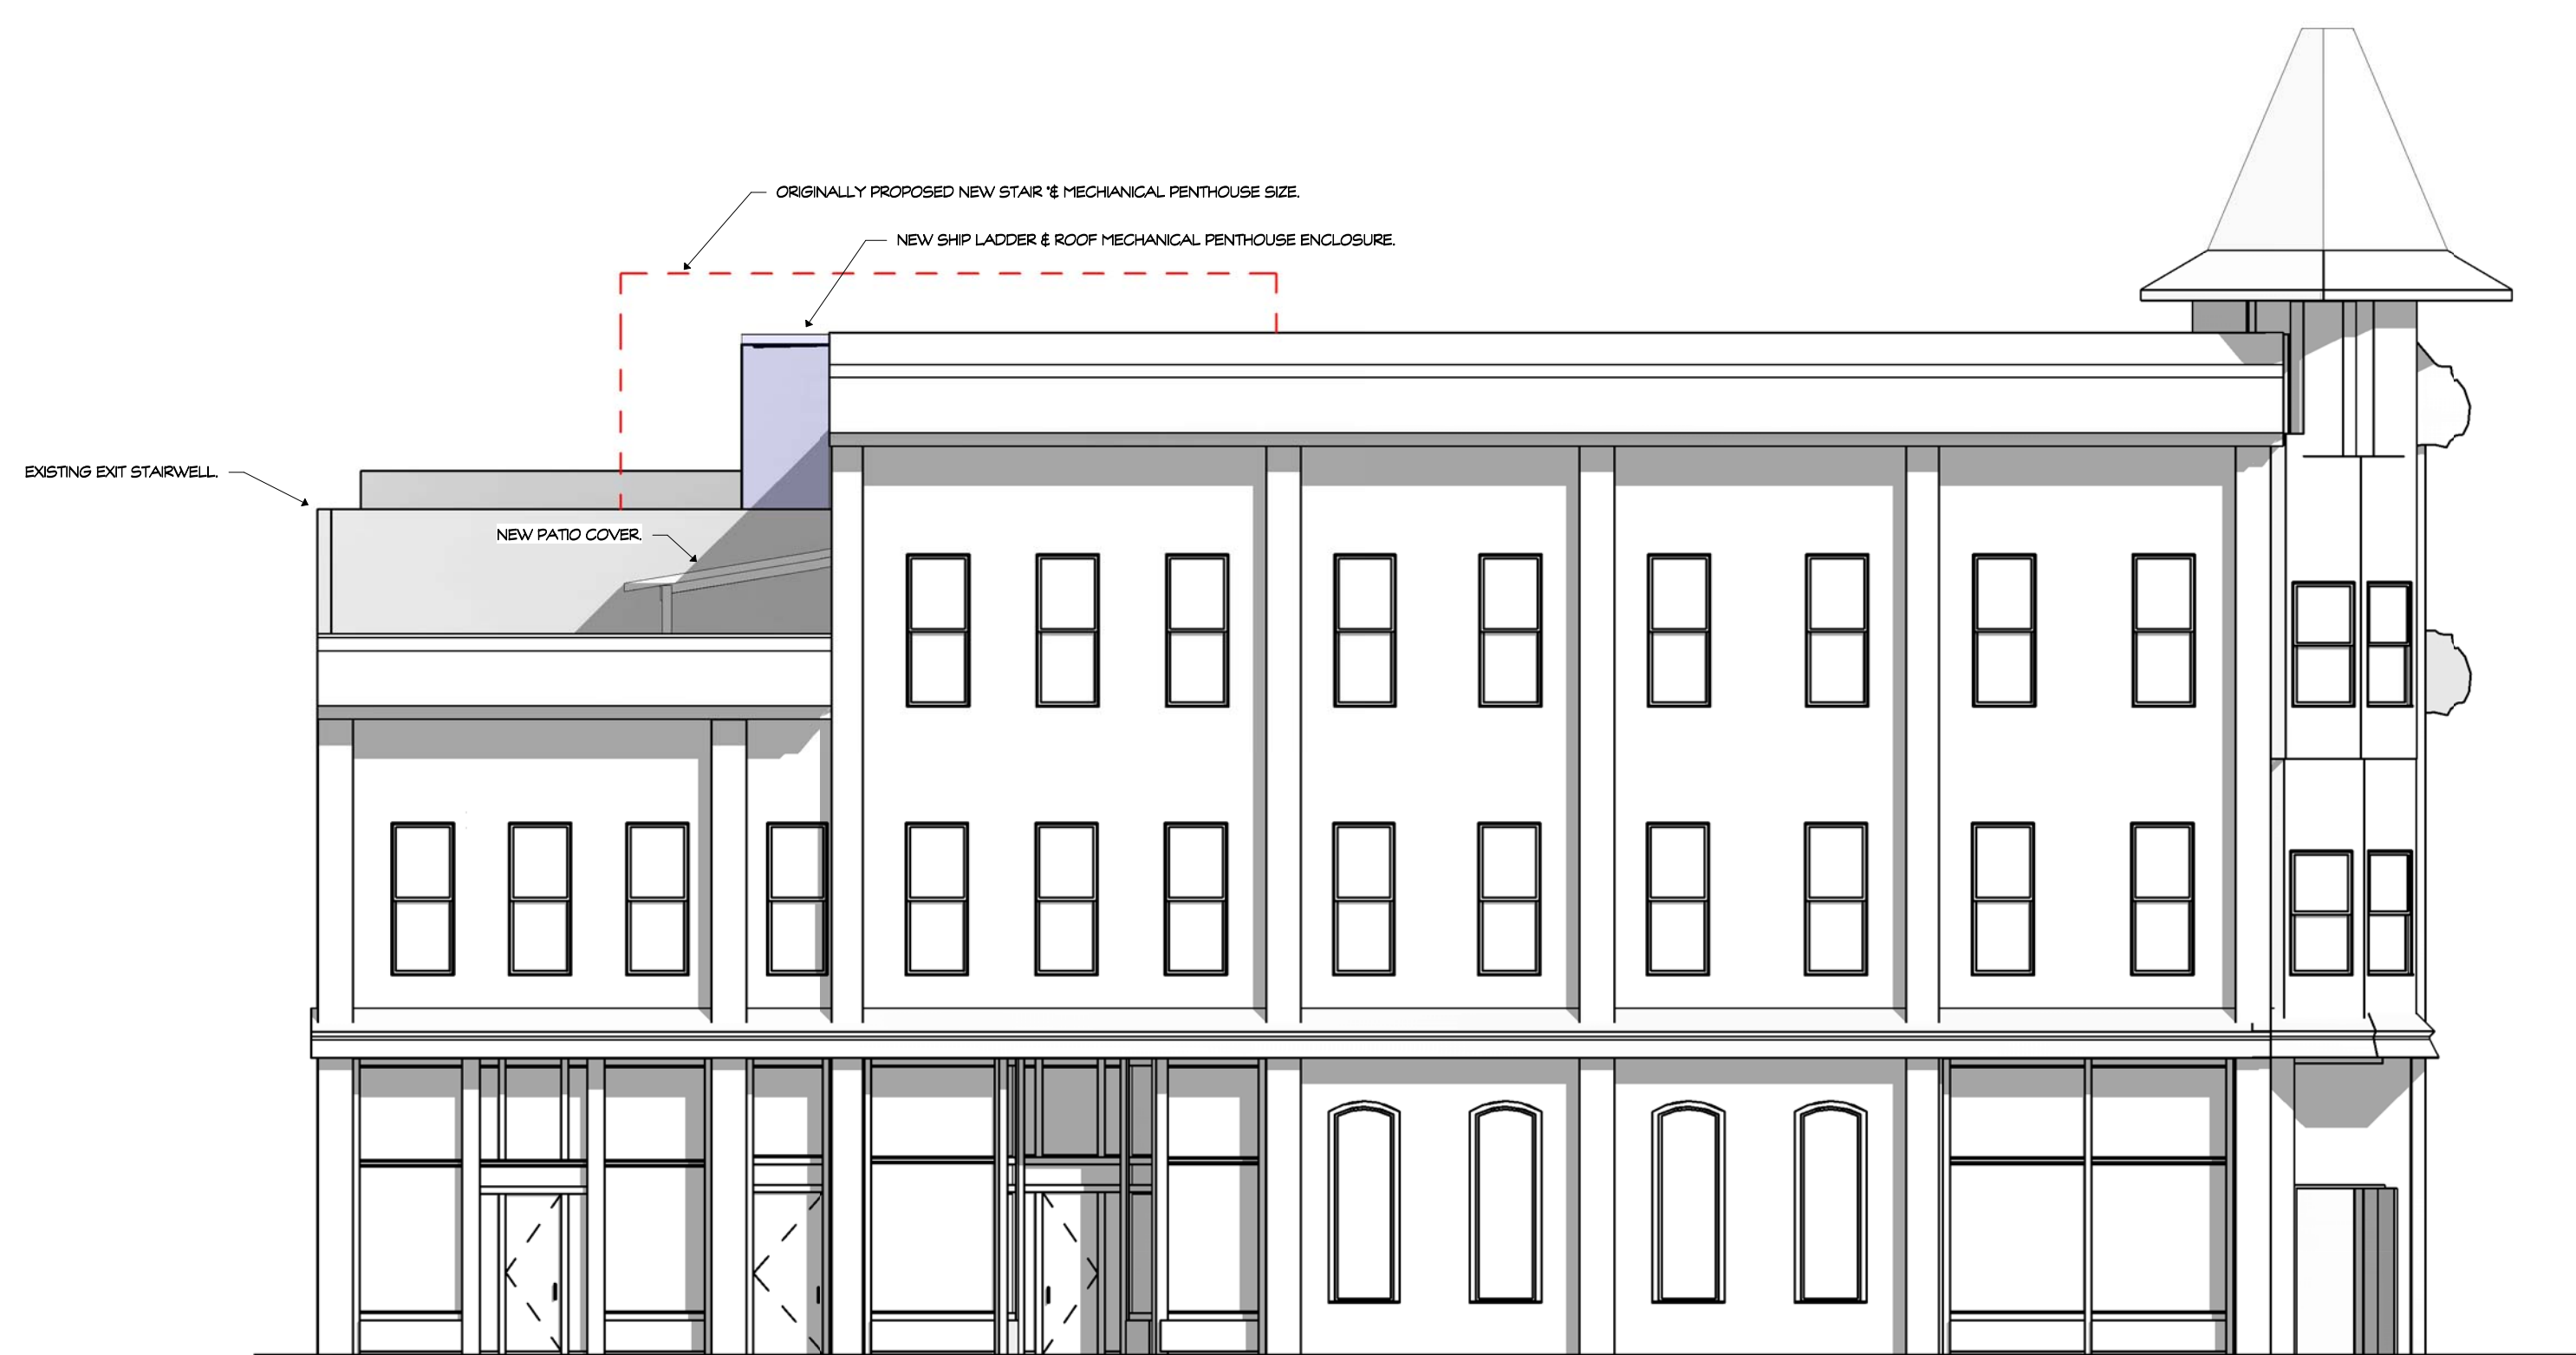 ORIGINALLY PROPOSED NEW STAIR "& MECHIANICAL PENTHOUSE SIZE.
NEW SHIP LADDER & ROOF MECHANICAL PENTHOUSE ENCLOSURE.
EXISTING EXIT STAIRWELL.
NEW PATIO COVER.